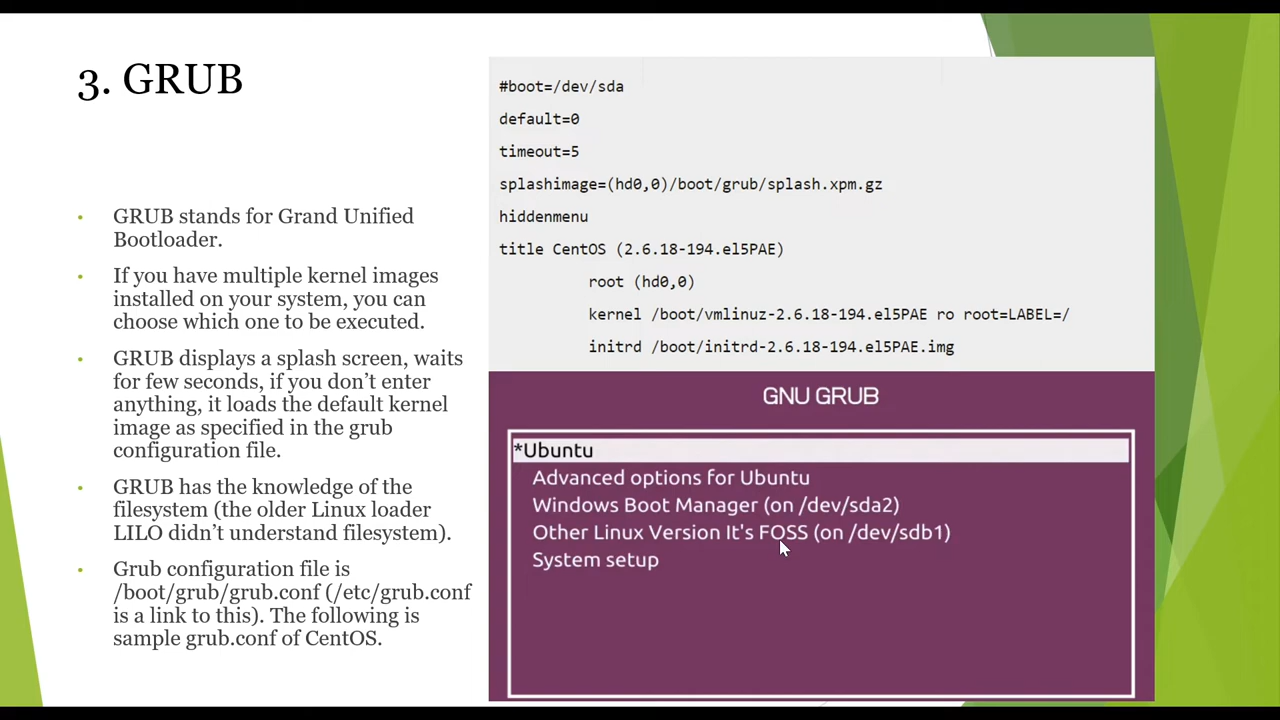 3. GRUB
GRUB stands for Grand Unified
Bootloader.
If you have multiple kernel images
installed on your system, you can
choose which one to be executed.
GRUB displays a splash screen, waits
for few seconds, if you don’t enter
anything, it loads the default kernel
image as specified in the grub
configuration file.
GRUB has the knowledge of the
filesystem (the older Linux loader
LILO didn’t understand filesystem).
Grub configuration file is
/boot/grub/grub.conf (/etc/grub.conf
is a link to this). The following is
sample grub.conf of CentOS.
#boot=/dev/sda
default=0
timeout=5
splashimage=(hd0,0)/boot/grub/splash.xpm.gz
hiddenmenu
title CentOS (2.6.18-194.el5PAE)
root (hd0,0)
kernel /boot/vmlinuz-2.6.18-194.el5PAE ro root=LABEL=/
initrd /boot/initrd-2.6.18-194.el5PAE.img
GNU GRUB
*Ubuntu
Advanced options for Ubuntu
Windows Boot Manager (on /dev/sda2)
Other Linux Version It's FOSS (on /dev/sdb1)
System setup